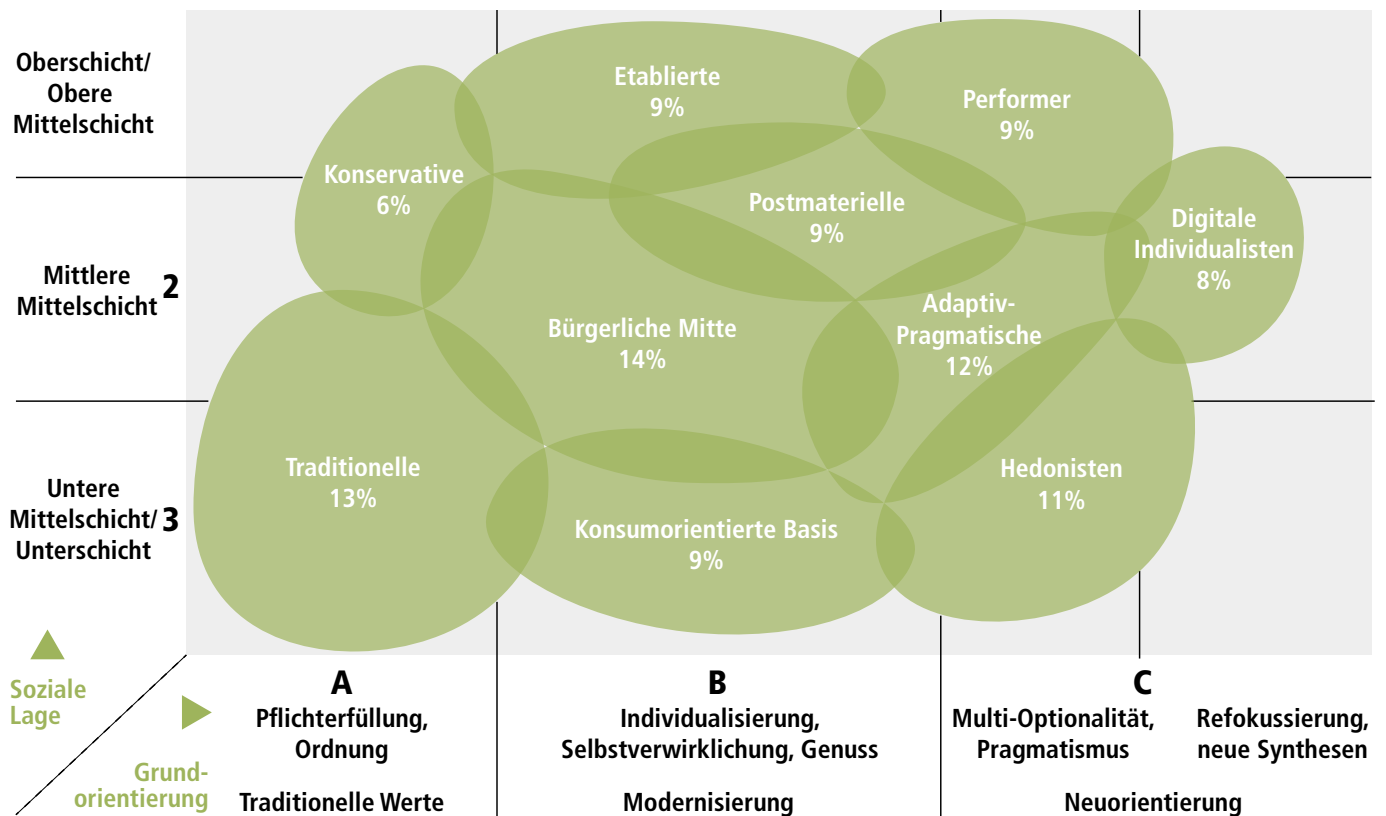 Oberschicht/
Obere
Mittelschicht
Etablierte
9%
Performer
9%
Konservative
6%
Postmaterielle
9%
Digitale
Individualisten
8%
Mittlere
Mittelschicht
2
Bürgerliche Mitte
14%
Adaptiv-
Pragmatische
12%
Traditionelle
13%
Hedonisten
11%
Untere
Mittelschicht/
Unterschicht
3
Konsumorientierte Basis
9%
Soziale
Lage
Grund-
orientierung
A
Pflichterfüllung,
Ordnung
Traditionelle Werte
B
Individualisierung,
Selbstverwirklichung, Genuss
Modernisierung
C
Multi-Optionalität,
Pragmatismus
Refokussierung,
neue Synthesen
Neuorientierung